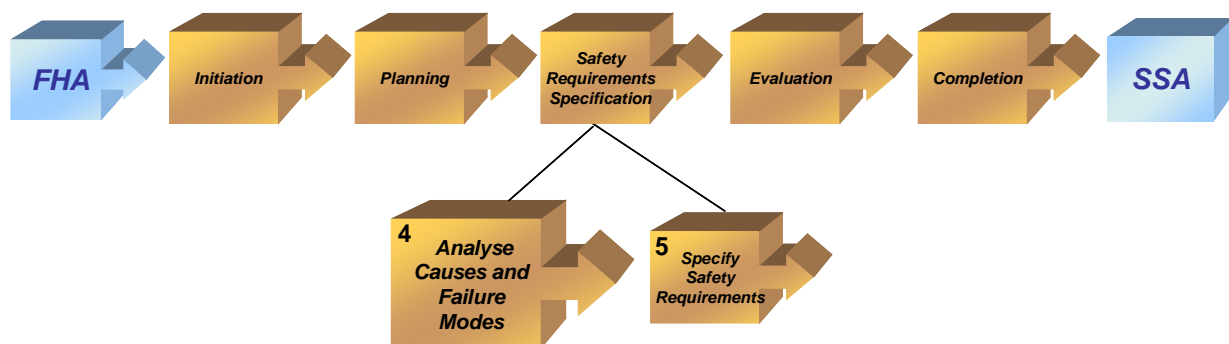 FHA
Initiation
Planning
Safety
Requirements
Specification
Evaluation
Completion
SSA
4
Analyse
Causes and
Failure
Modes
5
Specify
Safety
Requirements